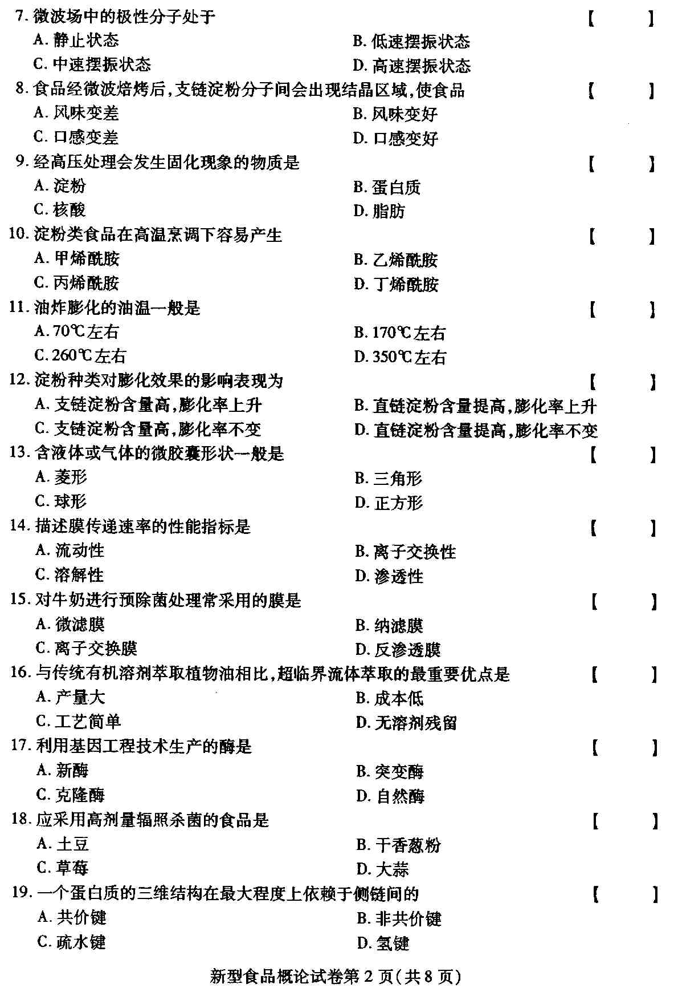 7. 微波场中的极性分子处于 【 】
A. 静止状态 B. 低速摆振状态
C. 中速摆振状态 D. 高速摆振状态
8. 食品经微波焙烤后,支链淀粉分子间会出现结晶区域,使食品 【 】
A. 风味变差 B. 风味变好
C. 口感变差 D. 口感变好
9. 经高压处理会发生固化现象的物质是 【 】
A. 淀粉 B. 蛋白质
C. 核酸 D. 脂肪
10. 淀粉类食品在高温烹调下容易产生 【 】
A. 甲烯酰胺 B. 乙烯酰胺
C. 丙烯酰胺 D. 丁烯酰胺
11. 油炸膨化的油温一般是 【 】
A. 70℃左右 B. 170℃左右
C. 260℃左右 D. 350℃左右
12. 淀粉种类对膨化效果的影响表现为 【 】
A. 支链淀粉含量高,膨化率上升 B. 直链淀粉含量提高,膨化率上升
C. 支链淀粉含量高,膨化率不变 D. 直链淀粉含量提高,膨化率不变
13. 含液体或气体的微胶囊形状一般是 【 】
A. 菱形 B. 三角形
C. 球形 D. 正方形
14. 描述膜传递速率的性能指标是 【 】
A. 流动性 B. 离子交换性
C. 溶解性 D. 渗透性
15. 对牛奶进行预除菌处理常采用的膜是 【 】
A. 微滤膜 B. 纳滤膜
C. 离子交换膜 D. 反渗透膜
16. 与传统有机溶剂萃取植物油相比,超临界流体萃取的最重要优点是 【 】
A. 产量大 B. 成本低
C. 工艺简单 D. 无溶剂残留
17. 利用基因工程技术生产的酶是 【 】
A. 新酶 B. 突变酶
C. 克隆酶 D. 自然酶
18. 应采用高剂量辐照杀菌的食品是 【 】
A. 土豆 B. 干香葱粉
C. 草莓 D. 大蒜
19. 一个蛋白质的三维结构在最大程度上依赖于侧链间的 【 】
A. 共价键 B. 非共价键
C. 疏水键 D. 氢键
新型食品概论试卷第 2 页(共 8 页)